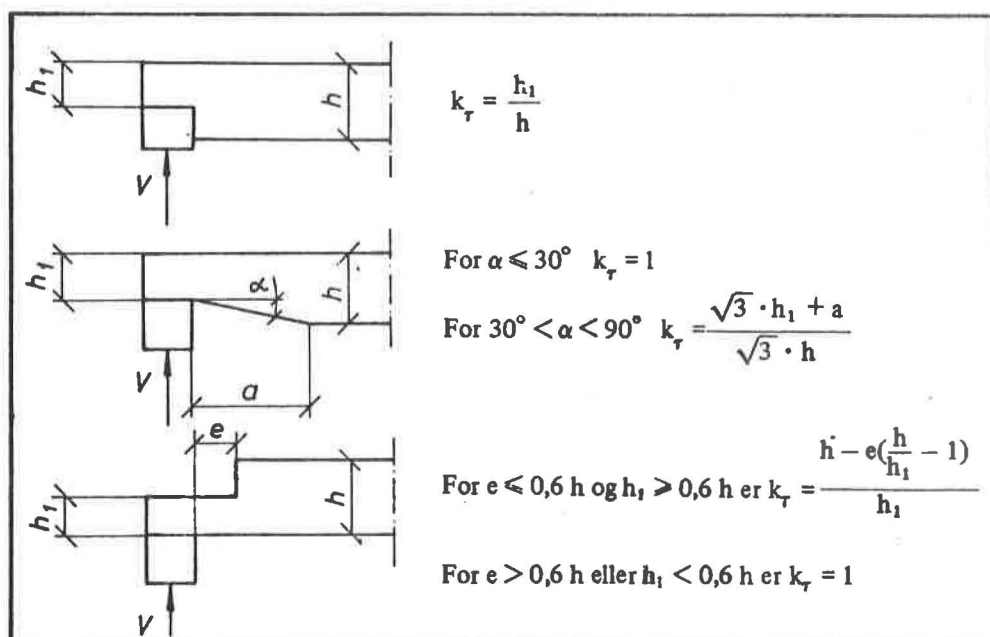 h₁
h
V
k_τ = h₁/h
h₁
α
h
V
a
For α ⩽ 30° k_τ = 1
For 30° < α < 90° k_τ = (√3 · h₁ + a)/(√3 · h)
e
h₁
h
V
For e ⩽ 0,6 h og h₁ ⩾ 0,6 h er k_τ = (h − e(h/h₁ − 1))/h₁
For e > 0,6 h eller h₁ < 0,6 h er k_τ = 1